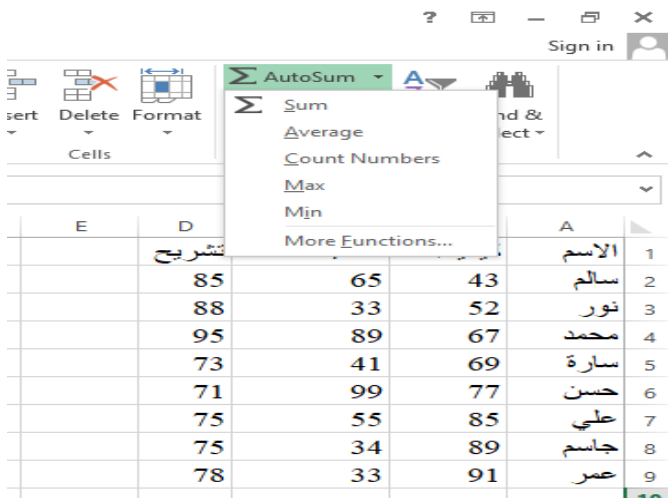 ?
Sign in
AutoSum
sert Delete Format
nd &
ect
Cells
Sum
Average
Count Numbers
Max
Min
More Functions...
E D A
الاسم تشريح 1
سالم 43 65 85 2
نور 52 33 88 3
محمد 67 89 95 4
سارة 69 41 73 5
حسن 77 99 71 6
علي 85 55 75 7
جاسم 89 34 75 8
عمر 91 33 78 9
10